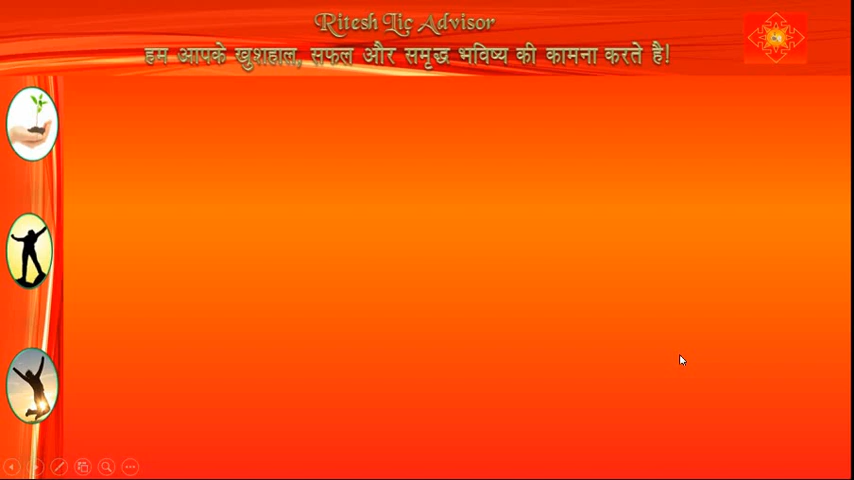 Ritesh Lic Advisor
हम आपके खुशहाल, सफल और समृद्ध भविष्य की कामना करते है!